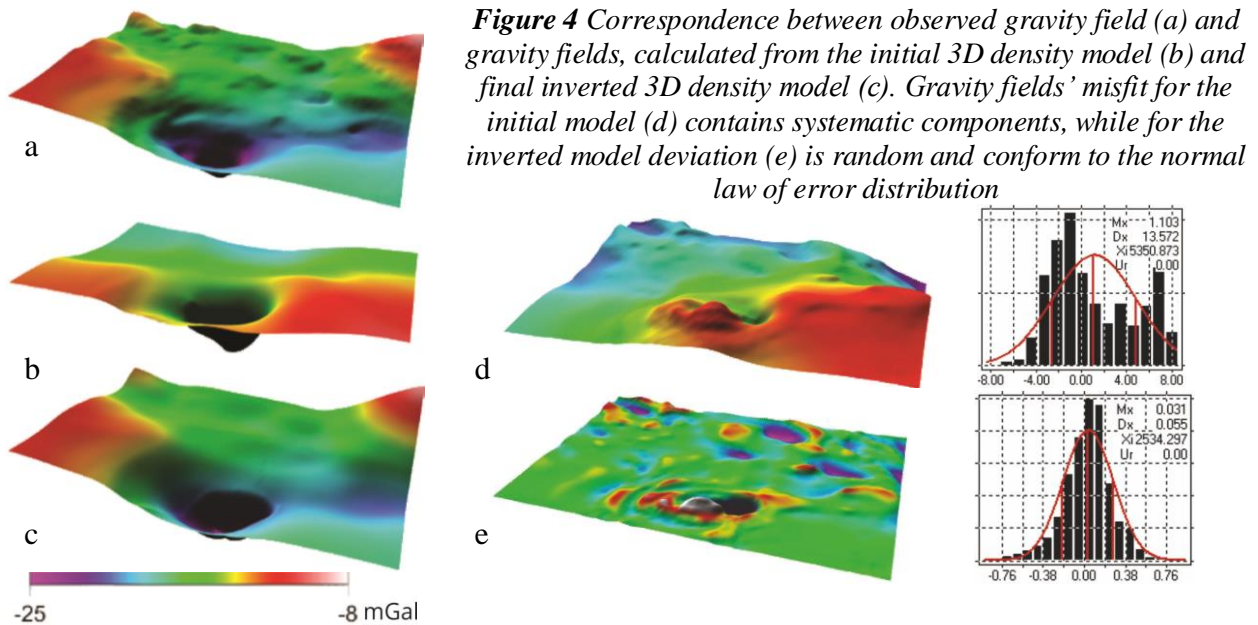 Figure 4 Correspondence between observed gravity field (a) and
gravity fields, calculated from the initial 3D density model (b) and
final inverted 3D density model (c). Gravity fields’ misfit for the
initial model (d) contains systematic components, while for the
inverted model deviation (e) is random and conform to the normal
law of error distribution
a
b
c
-25 -8 mGal
d
Mx 1.103
Dx 13.572
Xi 5350.873
Ur 0.00
-8.00 -4.00 0.00 4.00 8.00
e
Mx 0.031
Dx 0.055
Xi 2534.297
Ur 0.00
-0.76 -0.38 0.00 0.38 0.76